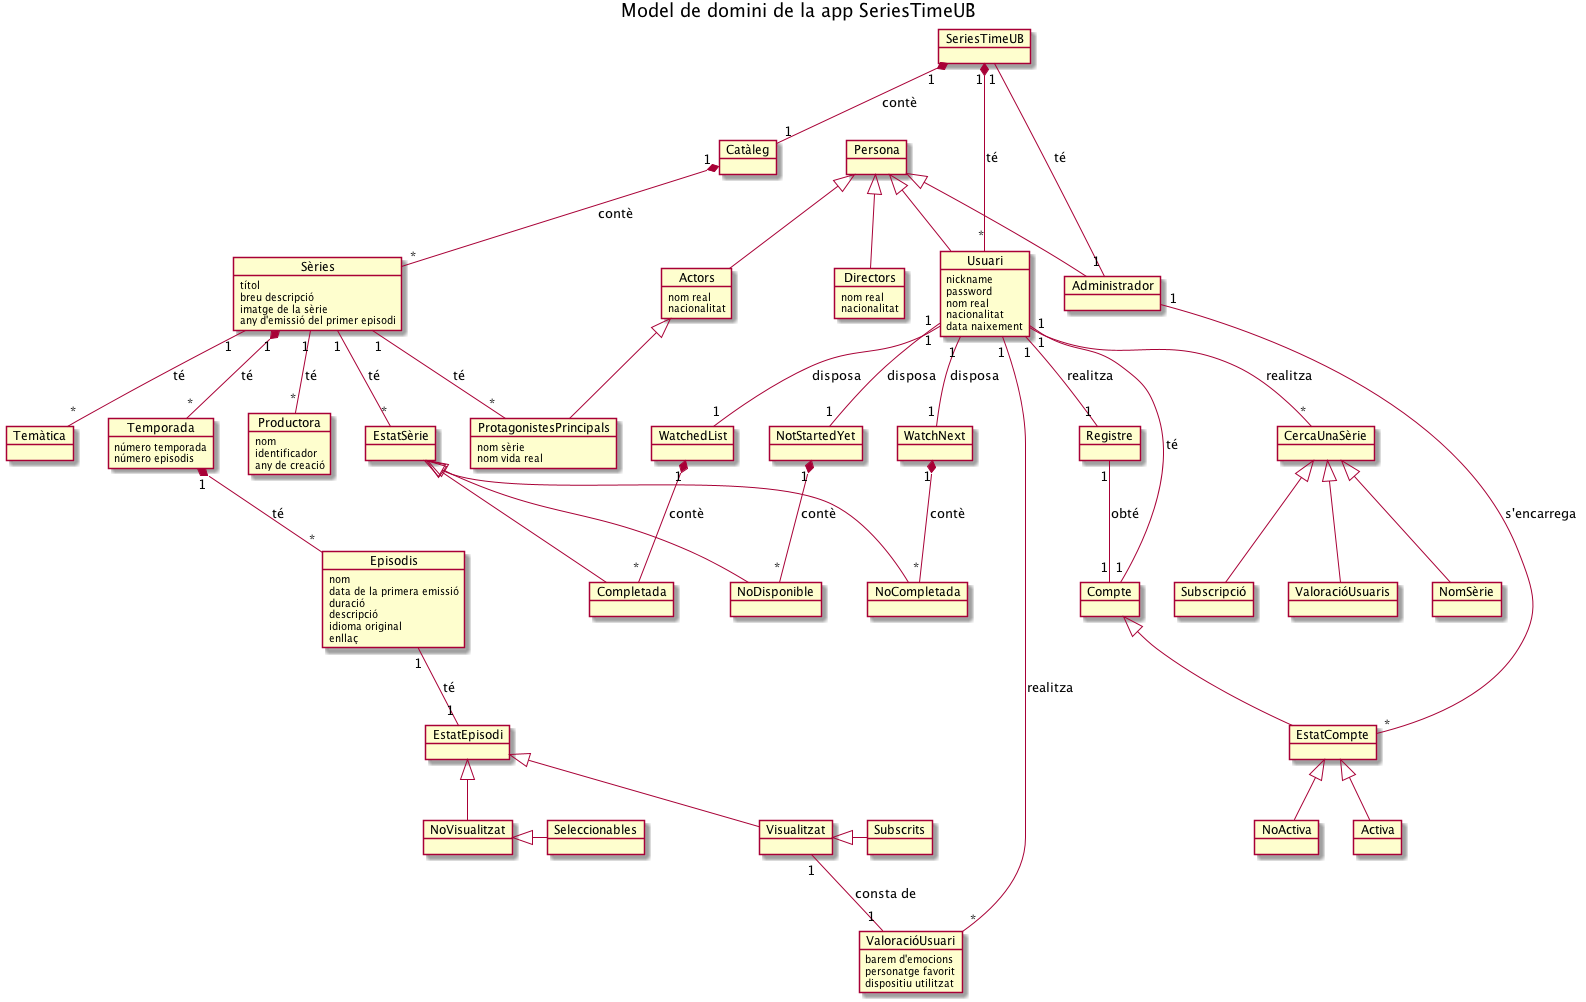 Model de domini de la app SeriesTimeUB
SeriesTimeUB
1
1
1
contè
1
Catàleg
1
Persona
té
té
contè
*
*
1
Sèries
títol
breu descripció
imatge de la sèrie
any d'emissió del primer episodi
Actors
nom real
nacionalitat
Directors
nom real
nacionalitat
Usuari
nickname
password
nom real
nacionalitat
data naixement
Administrador
1
1
1
1
1
1
1
1
1
1
1
1
1
té
té
té
té
té
disposa
disposa
disposa
realitza
realitza
*
*
*
*
*
1
1
1
1
*
Temàtica
Temporada
número temporada
número episodis
Productora
nom
identificador
any de creació
EstatSèrie
ProtagonistesPrincipals
nom sèrie
nom vida real
WatchedList
NotStartedYet
WatchNext
Registre
té
CercaUnaSèrie
1
1
1
1
1
té
contè
contè
contè
obté
s'encarrega
*
*
*
*
1
1
Episodis
nom
data de la primera emissió
duració
descripció
idioma original
enllaç
Completada
NoDisponible
NoCompletada
Compte
Subscripció
ValoracióUsuaris
NomSèrie
1
té
realitza
1
*
EstatEpisodi
EstatCompte
NoVisualitzat
Seleccionables
Visualitzat
Subscrits
NoActiva
Activa
1
consta de
1
*
ValoracióUsuari
barem d'emocions
personatge favorit
dispositiu utilitzat